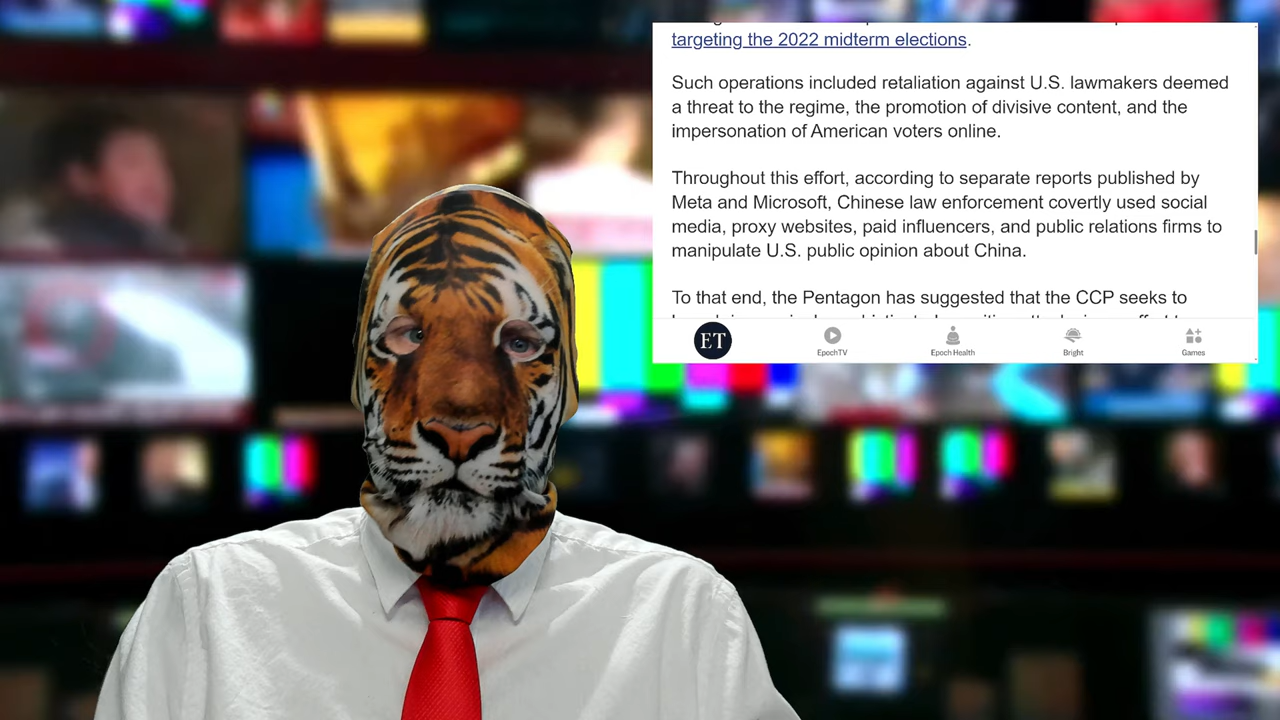 targeting the 2022 midterm elections.
Such operations included retaliation against U.S. lawmakers deemed
a threat to the regime, the promotion of divisive content, and the
impersonation of American voters online.
Throughout this effort, according to separate reports published by
Meta and Microsoft, Chinese law enforcement covertly used social
media, proxy websites, paid influencers, and public relations firms to
manipulate U.S. public opinion about China.
To that end, the Pentagon has suggested that the CCP seeks to
ET
EpochTV
Epoch Health
Bright
Games